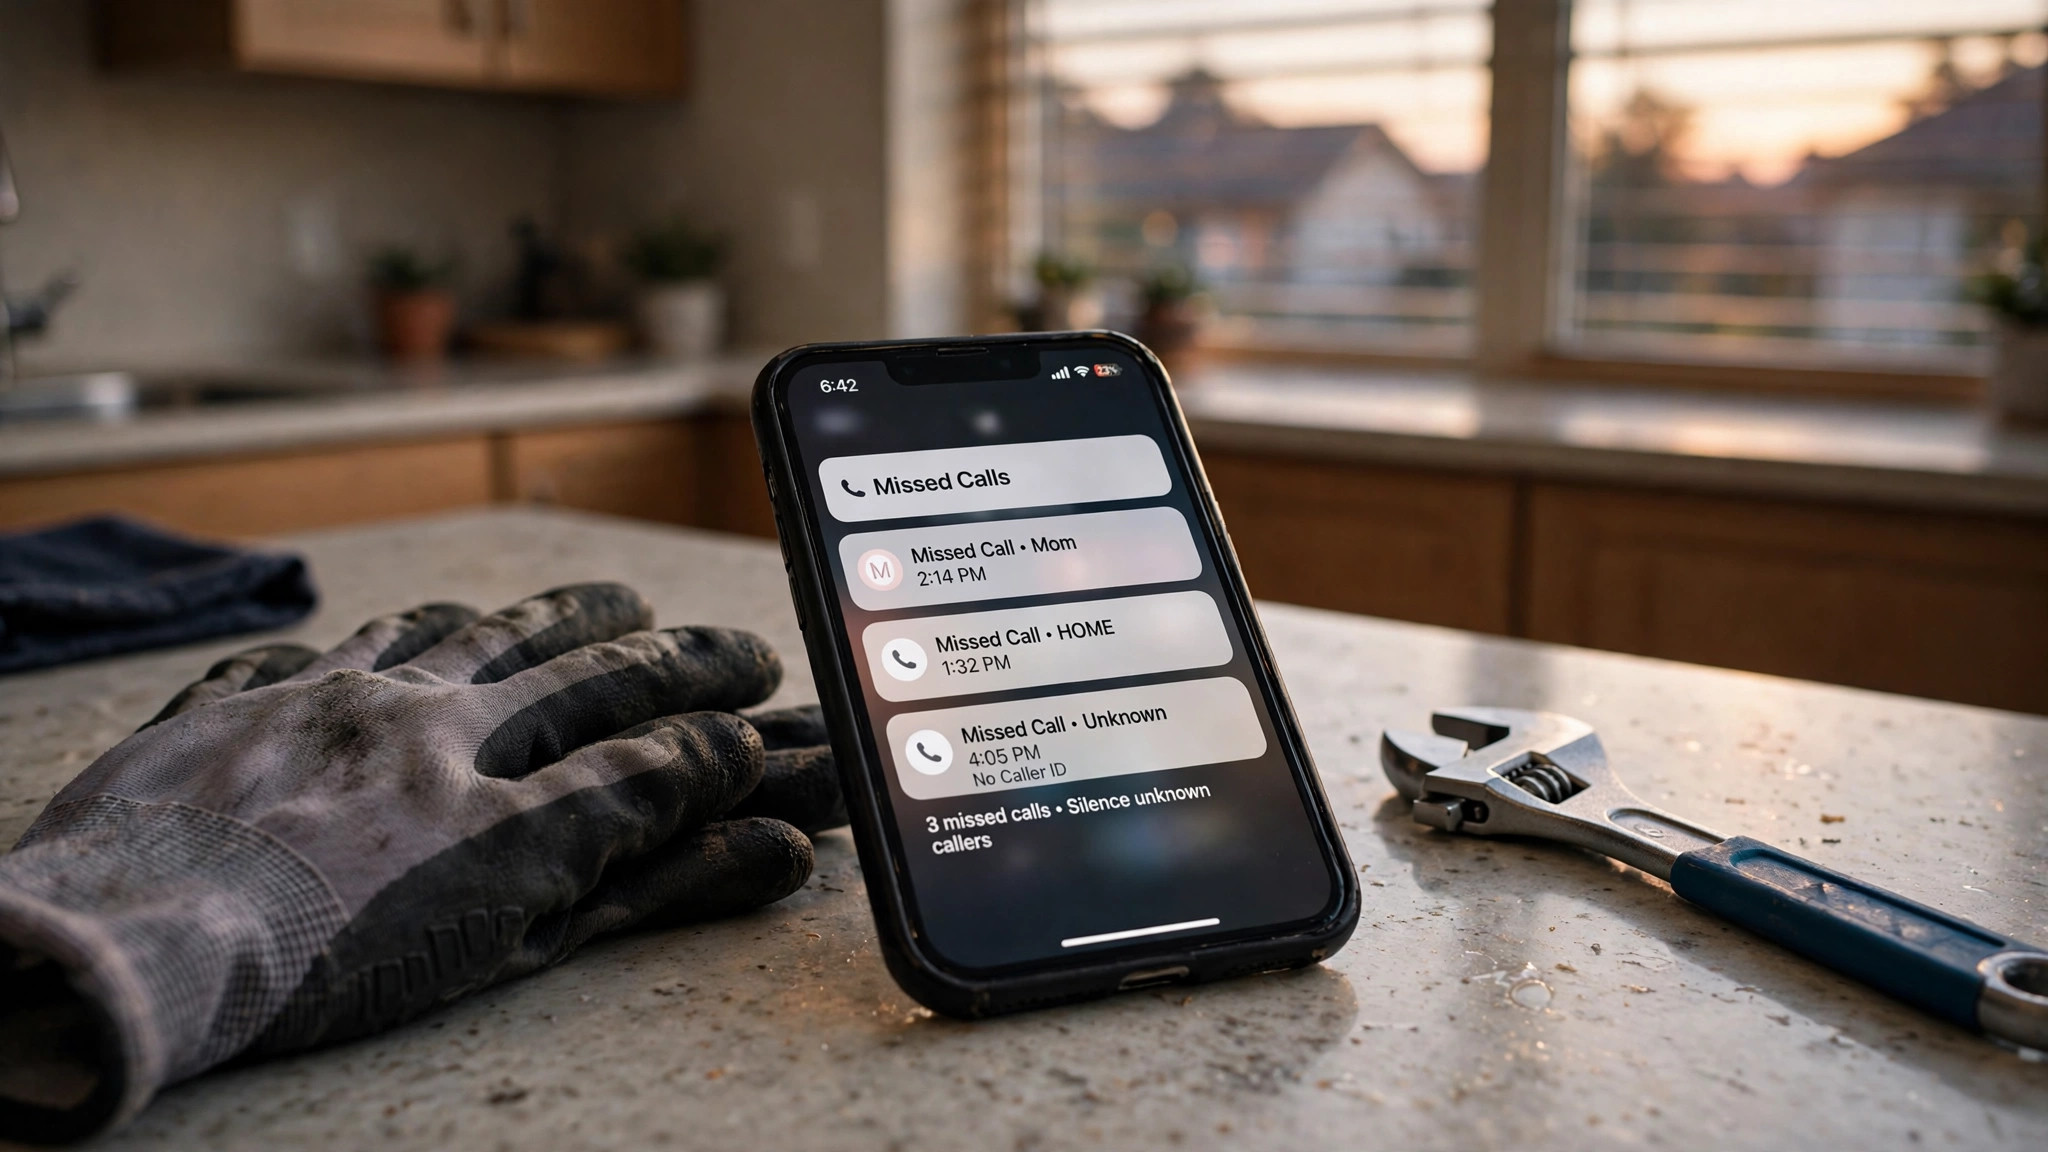 6:42
23%
Missed Calls
M
Missed Call • Mom
2:14 PM
Missed Call • HOME
1:32 PM
Missed Call • Unknown
4:05 PM
No Caller ID
3 missed calls • Silence unknown
callers